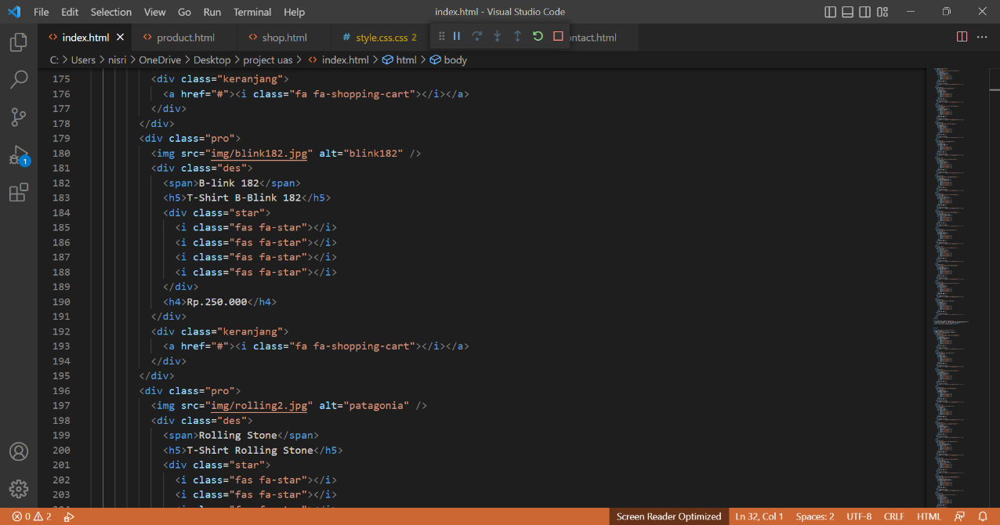 File Edit Selection View Go Run Terminal Help index.html - Visual Studio Code
index.html product.html shop.html # style.css.css 2 ontact.html
C: > Users > nisri > OneDrive > Desktop > project uas > index.html > html > body
175 <div class="keranjang">
176 <a href="#"><i class="fa fa-shopping-cart"></i></a>
177 </div>
178 </div>
179 <div class="pro">
180 <img src="img/blink182.jpg" alt="blink182" />
181 <div class="des">
182 <span>B-link 182</span>
183 <h5>T-Shirt B-Blink 182</h5>
184 <div class="star">
185 <i class="fas fa-star"></i>
186 <i class="fas fa-star"></i>
187 <i class="fas fa-star"></i>
188 <i class="fas fa-star"></i>
189 </div>
190 <h4>Rp.250.000</h4>
191 </div>
192 <div class="keranjang">
193 <a href="#"><i class="fa fa-shopping-cart"></i></a>
194 </div>
195 </div>
196 <div class="pro">
197 <img src="img/rolling2.jpg" alt="patagonia" />
198 <div class="des">
199 <span>Rolling Stone</span>
200 <h5>T-Shirt Rolling Stone</h5>
201 <div class="star">
202 <i class="fas fa-star"></i>
203 <i class="fas fa-star"></i>
1
0 2 Screen Reader Optimized Ln 32, Col 1 Spaces: 2 UTF-8 CRLF HTML